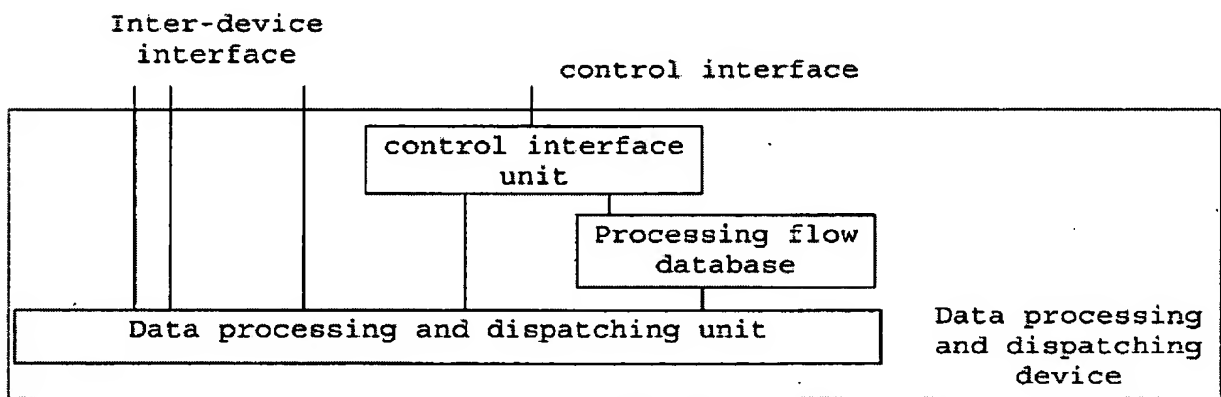 Inter-device
interface
control interface
control interface
unit
Processing flow
database
Data processing and dispatching unit
Data processing
and dispatching
device